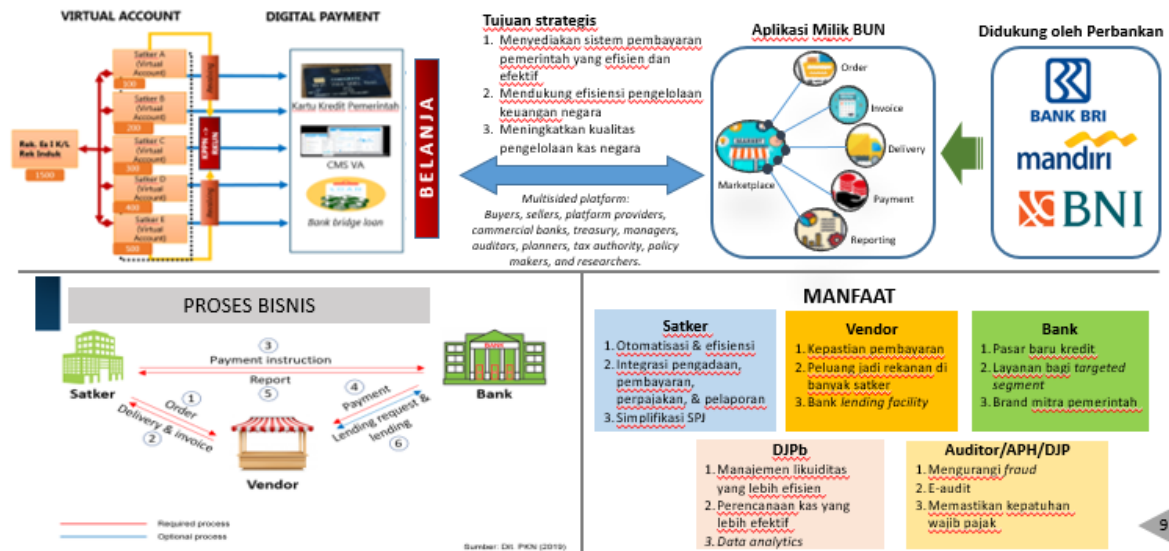 VIRTUAL ACCOUNT
DIGITAL PAYMENT
Satker A
(Virtual
Account)
100
Satker B
(Virtual
Account)
200
Satker C
(Virtual
Account)
300
Satker D
(Virtual
Account)
400
Satker E
(Virtual
Account)
500
Rek. Es I K/L
Rek Induk
1500
KPPN ->
RKUN
Kartu Kredit Pemerintah
CMS VA
Bank bridge loan
BELANJA
Tujuan strategis
1. Menyediakan sistem pembayaran
pemerintah yang efisien dan
efektif
2. Mendukung efisiensi pengelolaan
keuangan negara
3. Meningkatkan kualitas
pengelolaan kas negara
Multisided platform:
Buyers, sellers, platform providers,
commercial banks, treasury, managers,
auditors, planners, tax authority, policy
makers, and researchers.
Aplikasi Milik BUN
Order
Invoice
Delivery
Payment
Reporting
Marketplace
Didukung oleh Perbankan
BANK BRI
mandiri
BNI
PROSES BISNIS
Satker
BANK
Bank
Vendor
3
Payment instruction
Report
5
1
Order
Delivery & invoice
2
4
Payment
Lending request &
lending
6
Required process
Optional process
Sumber: Dit. PKN (2019)
MANFAAT
Satker
1. Otomatisasi & efisiensi
2. Integrasi pengadaan,
pembayaran,
perpajakan, & pelaporan
3. Simplifikasi SPJ
Vendor
1. Kepastian pembayaran
2. Peluang jadi rekanan di
banyak satker
3. Bank lending facility
Bank
1. Pasar baru kredit
2. Layanan bagi targeted
segment
3. Brand mitra pemerintah
DJPb
1. Manajemen likuiditas
yang lebih efisien
2. Perencanaan kas yang
lebih efektif
3. Data analytics
Auditor/APH/DJP
1. Mengurangi fraud
2. E-audit
3. Memastikan kepatuhan
wajib pajak
9